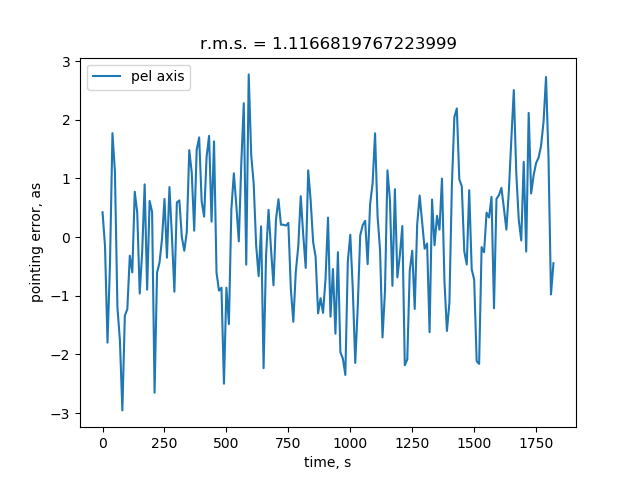 r.m.s. = 1.1166819767223999
pel axis
3
2
1
0
−1
−2
−3
pointing error, as
0 250 500 750 1000 1250 1500 1750
time, s